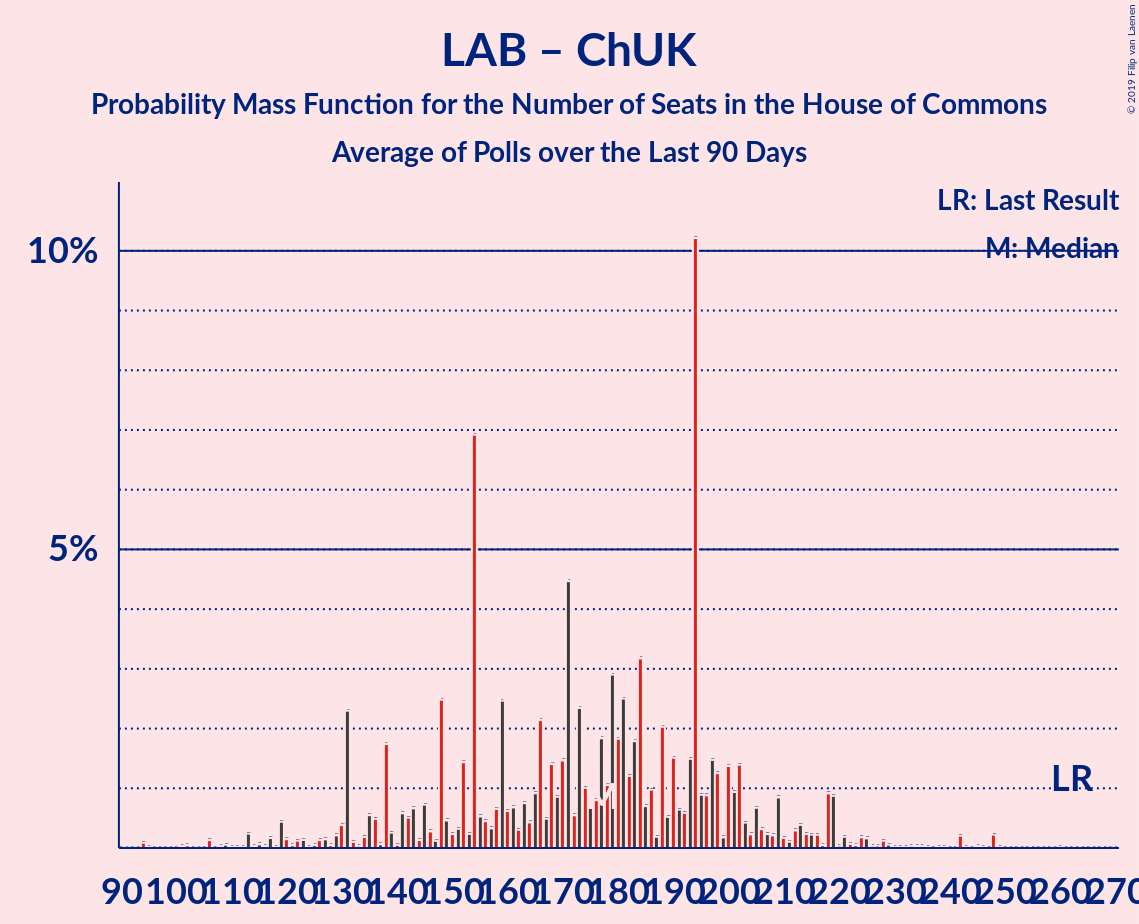 © 2019 Filip van Laenen
LAB – ChUK
Probability Mass Function for the Number of Seats in the House of Commons
Average of Polls over the Last 90 Days
LR: Last Result
M: Median
10%
5%
LR
90 100 110 120 130 140 150 160 170 180 190 200 210 220 230 240 250 260 270